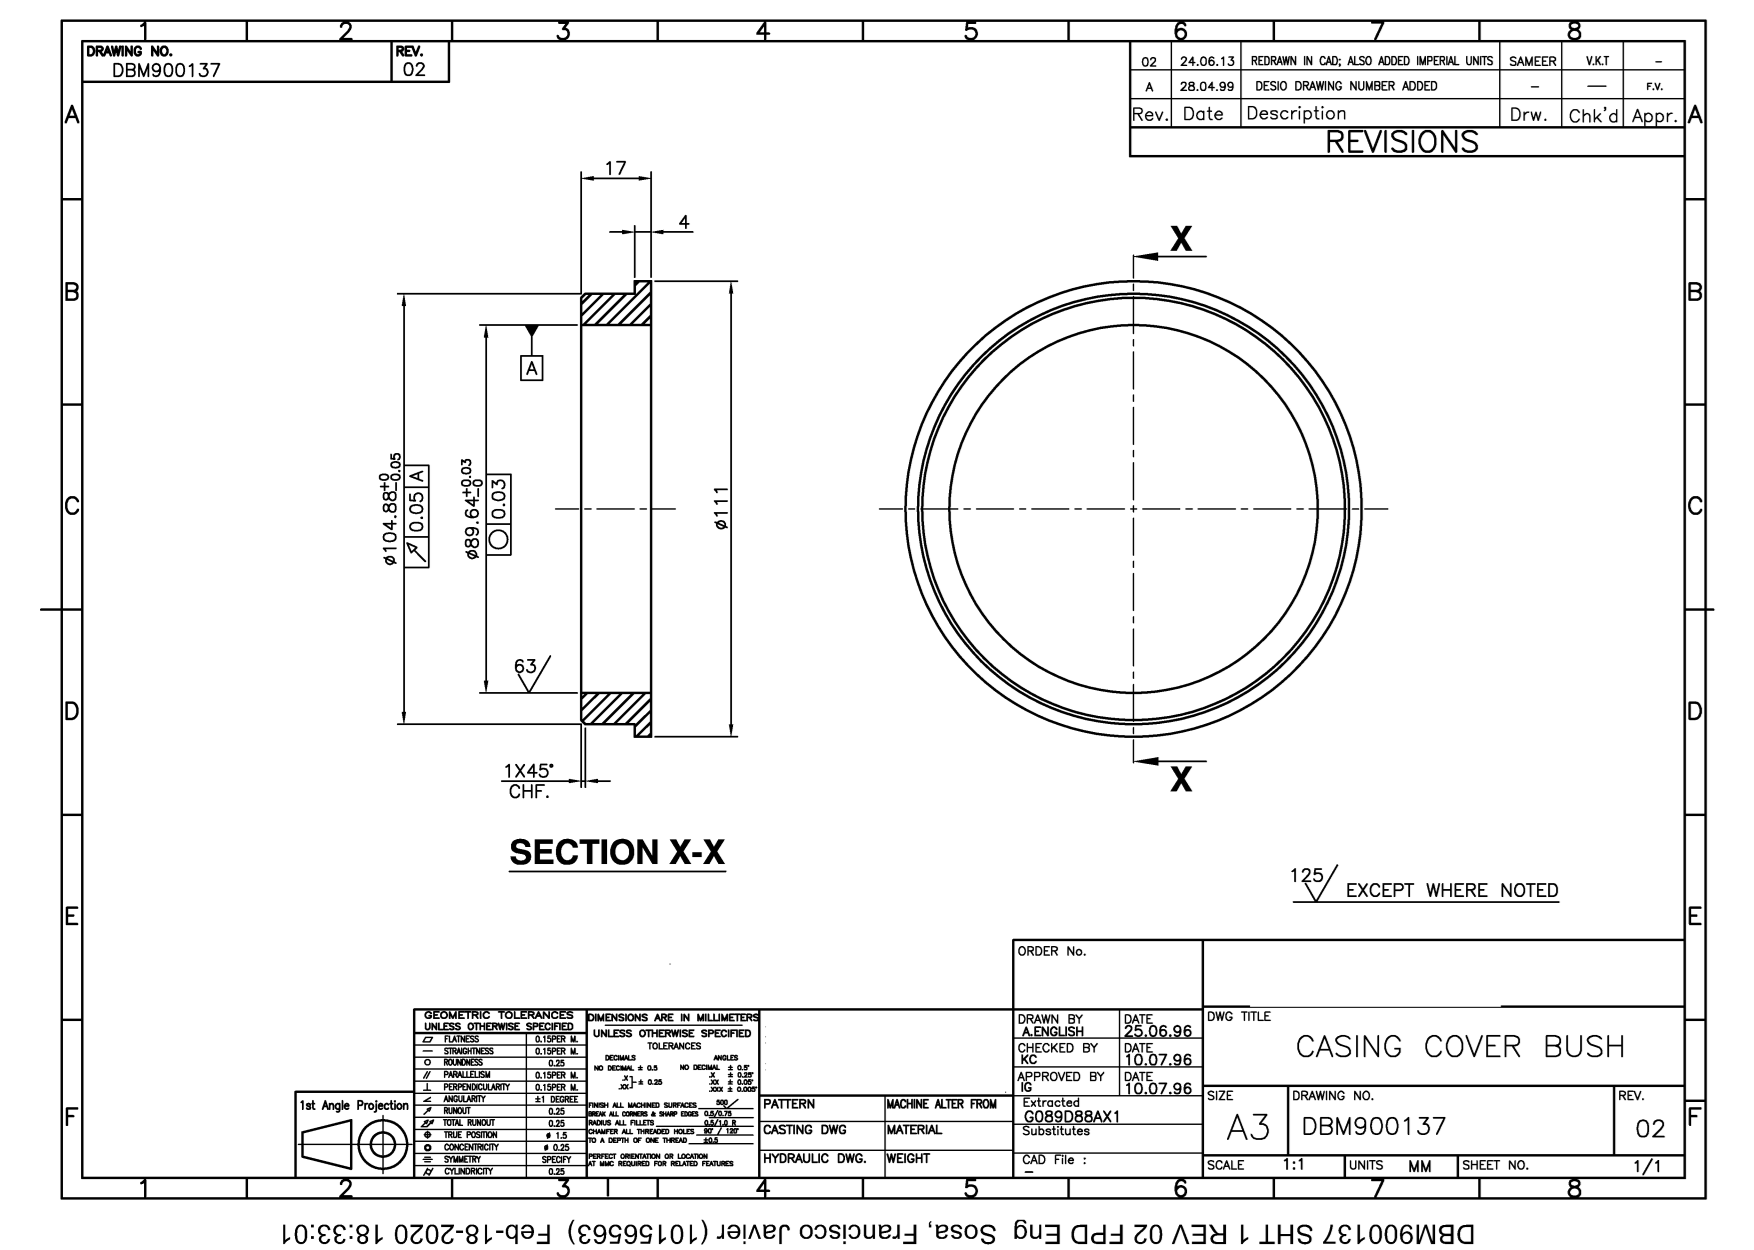 1 2 3 4 5 6 7 8
DRAWING NO. REV.
DBM900137 02
02 24.06.13 REDRAWN IN CAD; ALSO ADDED IMPERIAL UNITS SAMEER V.K.T –
A 28.04.99 DESIO DRAWING NUMBER ADDED – — F.V.
Rev. Date Description Drw. Chk'd Appr.
REVISIONS
A A
B B
C C
D D
E E
F F
17
4
X
A
ø104.88 +0 -0.05
0.05 A
ø89.64 +0.03 -0
0.03
ø111
63
1X45°
CHF.
X
SECTION X-X
125 EXCEPT WHERE NOTED
1st Angle Projection
GEOMETRIC TOLERANCES
UNLESS OTHERWISE SPECIFIED
FLATNESS 0.15PER M.
STRAIGHTNESS 0.15PER M.
ROUNDNESS 0.25
PARALLELISM 0.15PER M.
PERPENDICULARITY 0.15PER M.
ANGULARITY ±1 DEGREE
RUNOUT 0.25
TOTAL RUNOUT 0.25
TRUE POSITION ø 1.5
CONCENTRICITY ø 0.25
SYMMETRY SPECIFY
CYLINDRICITY 0.25
DIMENSIONS ARE IN MILLIMETERS
UNLESS OTHERWISE SPECIFIED
TOLERANCES
DECIMALS ANGLES
NO DECIMAL ± 0.5 NO DECIMAL ± 0.5°
.X .XX ± 0.25
.X ± 0.25°
.XX ± 0.05°
.XXX ± 0.005°
FINISH ALL MACHINED SURFACES 500
BREAK ALL CORNERS & SHARP EDGES 0.5/0.75
RADIUS ALL FILLETS 0.5/1.0 R
CHAMFER ALL THREADED HOLES 90° / 120°
TO A DEPTH OF ONE THREAD ±0.5
PERFECT ORIENTATION OR LOCATION
AT MMC REQUIRED FOR RELATED FEATURES
PATTERN MACHINE ALTER FROM
CASTING DWG MATERIAL
HYDRAULIC DWG. WEIGHT
ORDER No.
DRAWN BY DATE
A.ENGLISH 25.06.96
CHECKED BY DATE
KC 10.07.96
APPROVED BY DATE
IG 10.07.96
Extracted
G089D88AX1
Substitutes
CAD File :
–
DWG TITLE
CASING COVER BUSH
SIZE DRAWING NO. REV.
A3 DBM900137 02
SCALE 1:1 UNITS MM SHEET NO. 1/1
1 2 3 4 5 6 7 8
DBM900137 SHT 1 REV 02 FPD Eng Sosa, Francisco Javier (10156563) Feb-18-2020 18:33:01